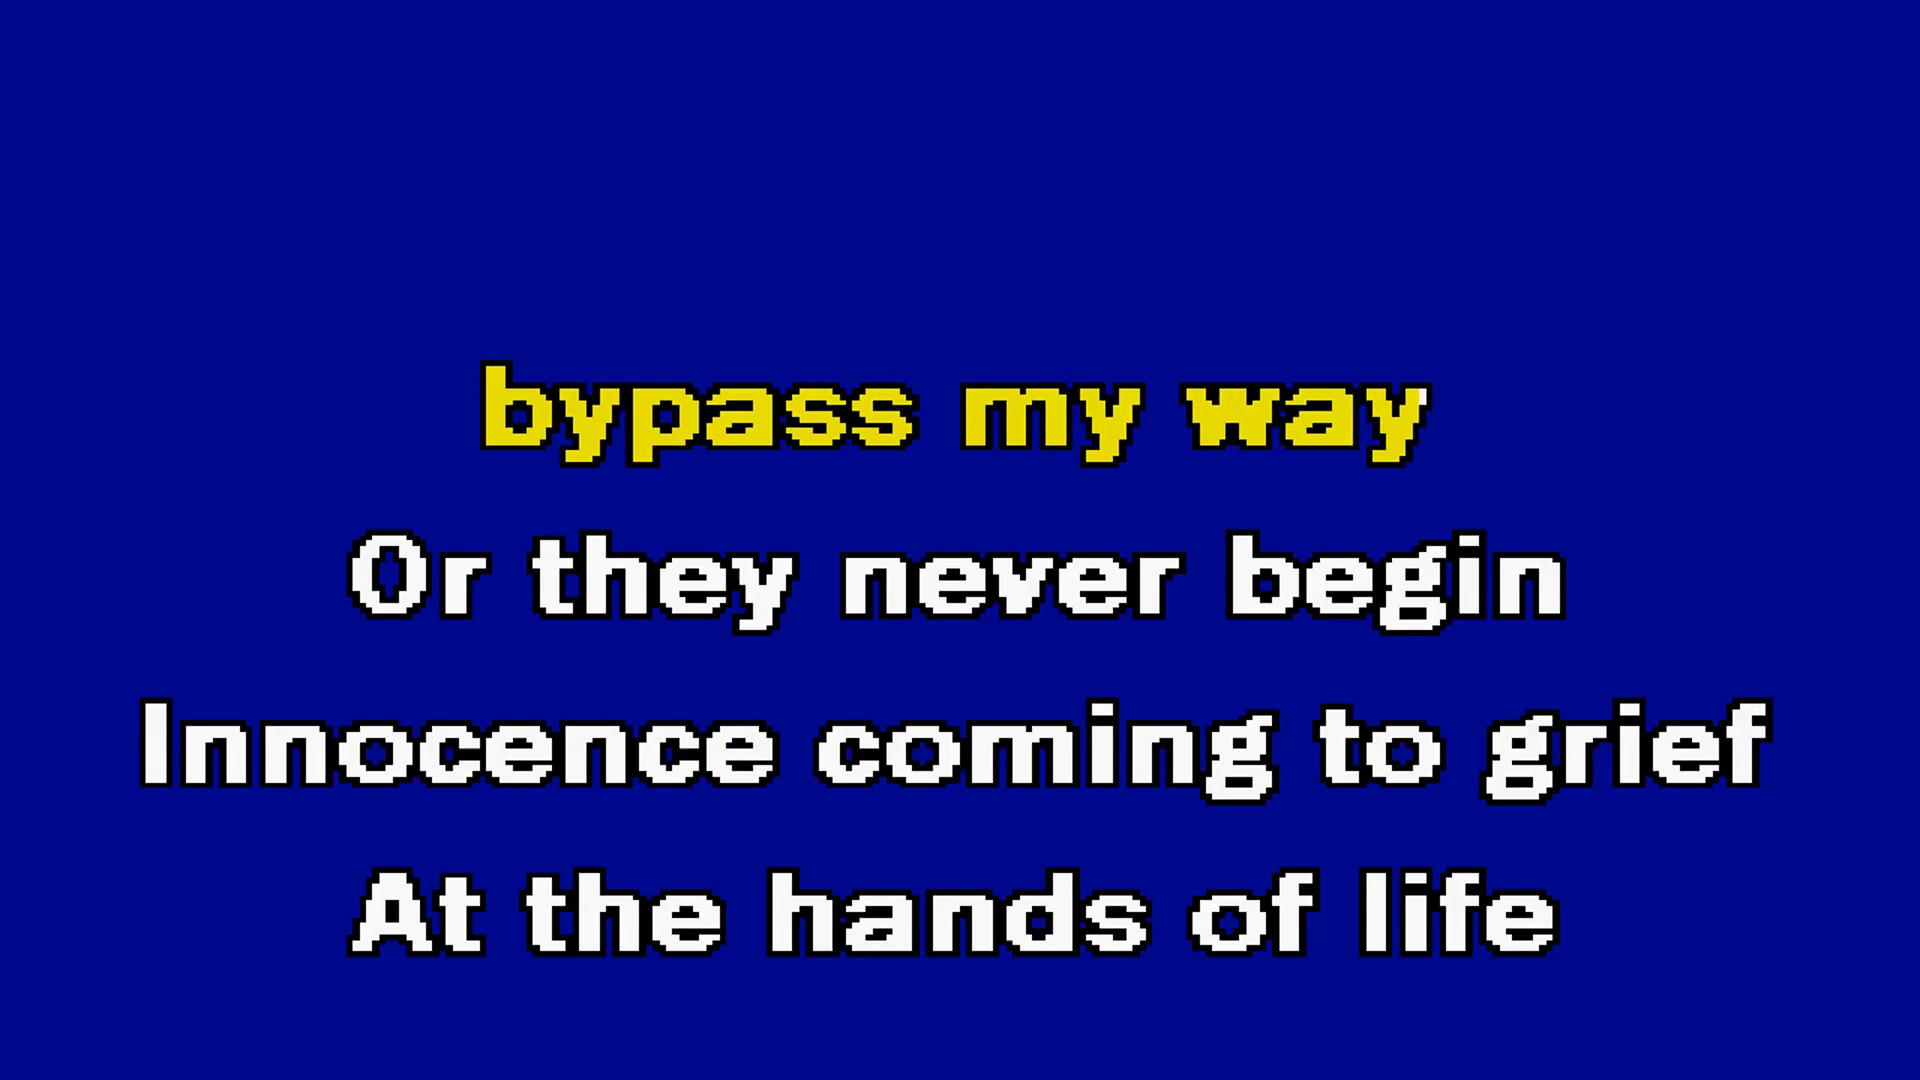 bypass my way
Or they never begin
Innocence coming to grief
At the hands of life